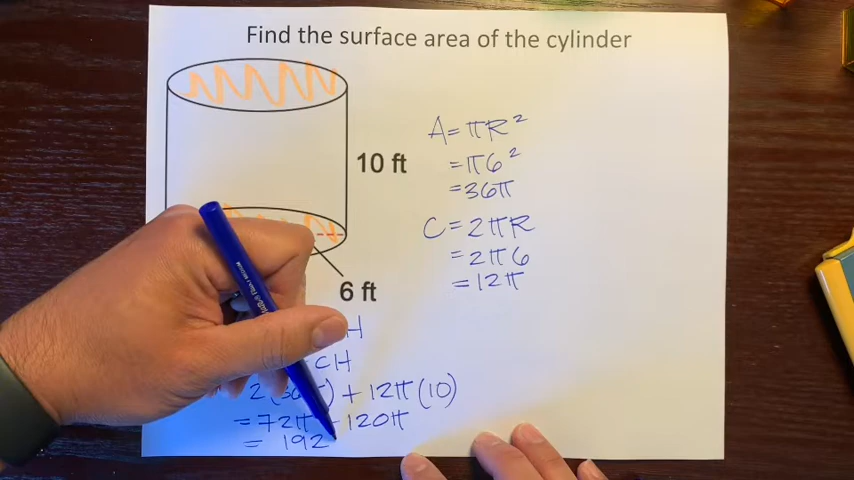 Find the surface area of the cylinder
10 ft
6 ft
A = πR²
= π6²
= 36π
C = 2πR
= 2π6
= 12π
H
CH
2 ( ) + 12π(10)
= 72π 120π
= 192